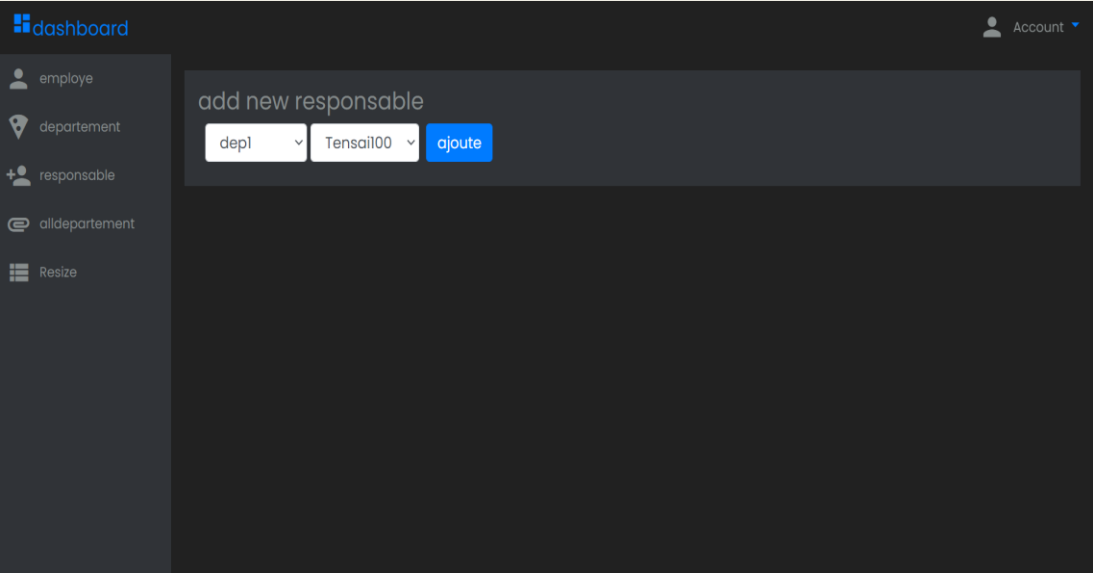 dashboard
Account
employe
departement
responsable
alldepartement
Resize
add new responsable
dep1 Tensai100 ajoute